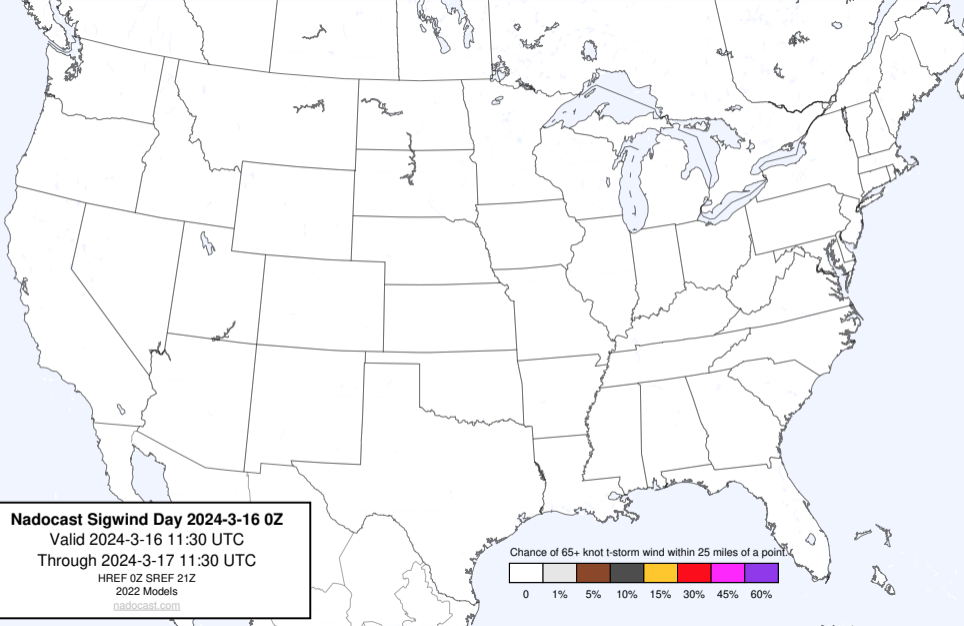 Nadocast Sigwind Day 2024-3-16 0Z
Valid 2024-3-16 11:30 UTC
Through 2024-3-17 11:30 UTC
HREF 0Z SREF 21Z
2022 Models
nadocast.com
Chance of 65+ knot t-storm wind within 25 miles of a point.
0 1% 5% 10% 15% 30% 45% 60%